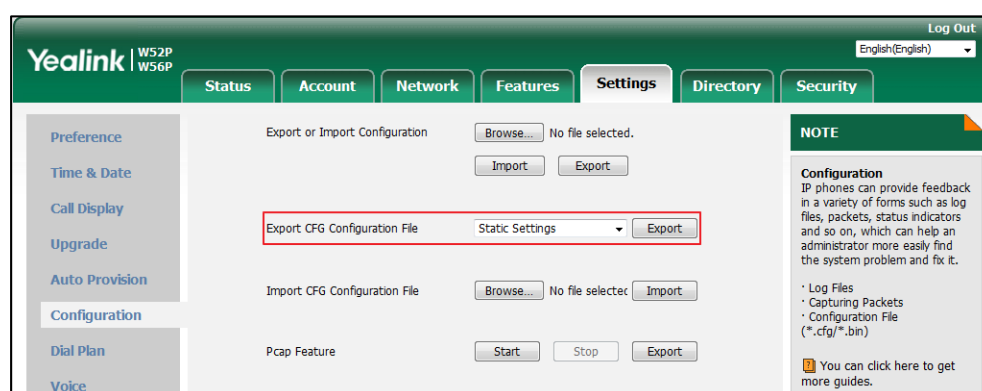 Log Out
English(English)
Yealink | W52P
W56P
Status Account Network Features Settings Directory Security
Preference
Time & Date
Call Display
Upgrade
Auto Provision
Configuration
Dial Plan
Voice
Export or Import Configuration Browse... No file selected.
Import Export
Export CFG Configuration File Static Settings Export
Import CFG Configuration File Browse... No file selectec Import
Pcap Feature Start Stop Export
NOTE
Configuration
IP phones can provide feedback
in a variety of forms such as log
files, packets, status indicators
and so on, which can help an
administrator more easily find
the system problem and fix it.
· Log Files
· Capturing Packets
· Configuration File
(*.cfg/*.bin)
You can click here to get
more guides.